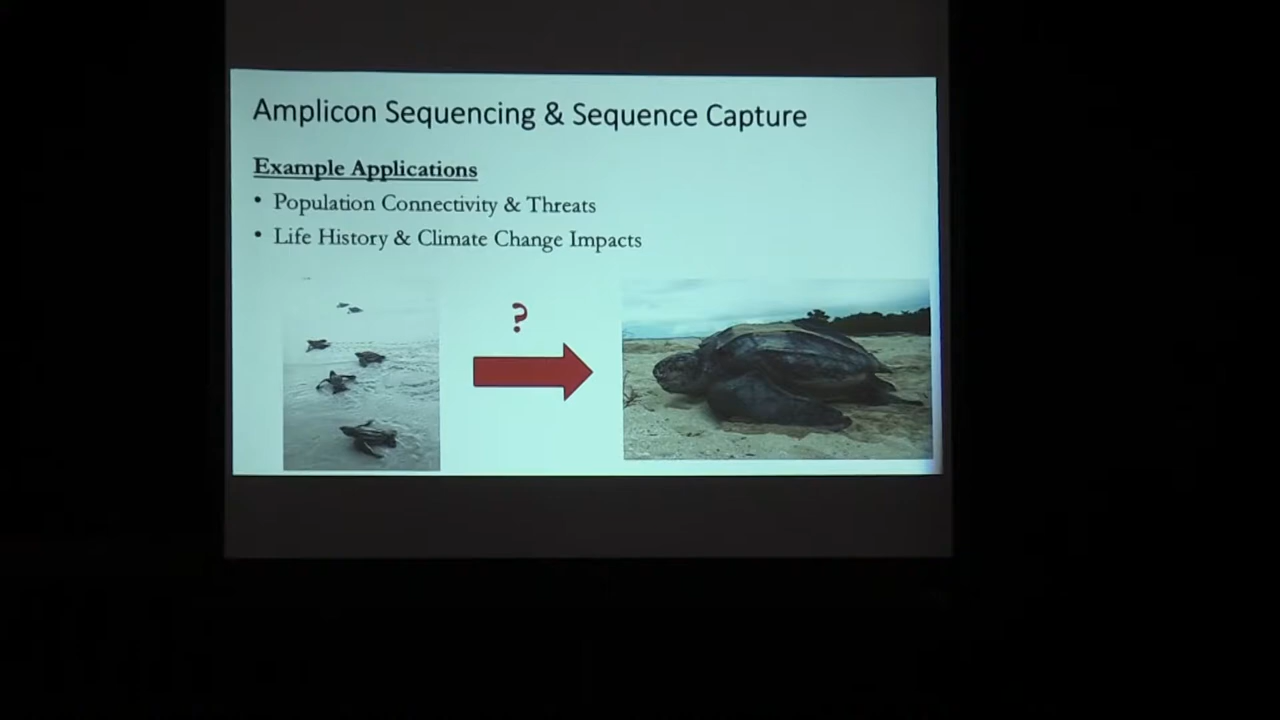 Amplicon Sequencing & Sequence Capture
Example Applications
• Population Connectivity & Threats
• Life History & Climate Change Impacts
?